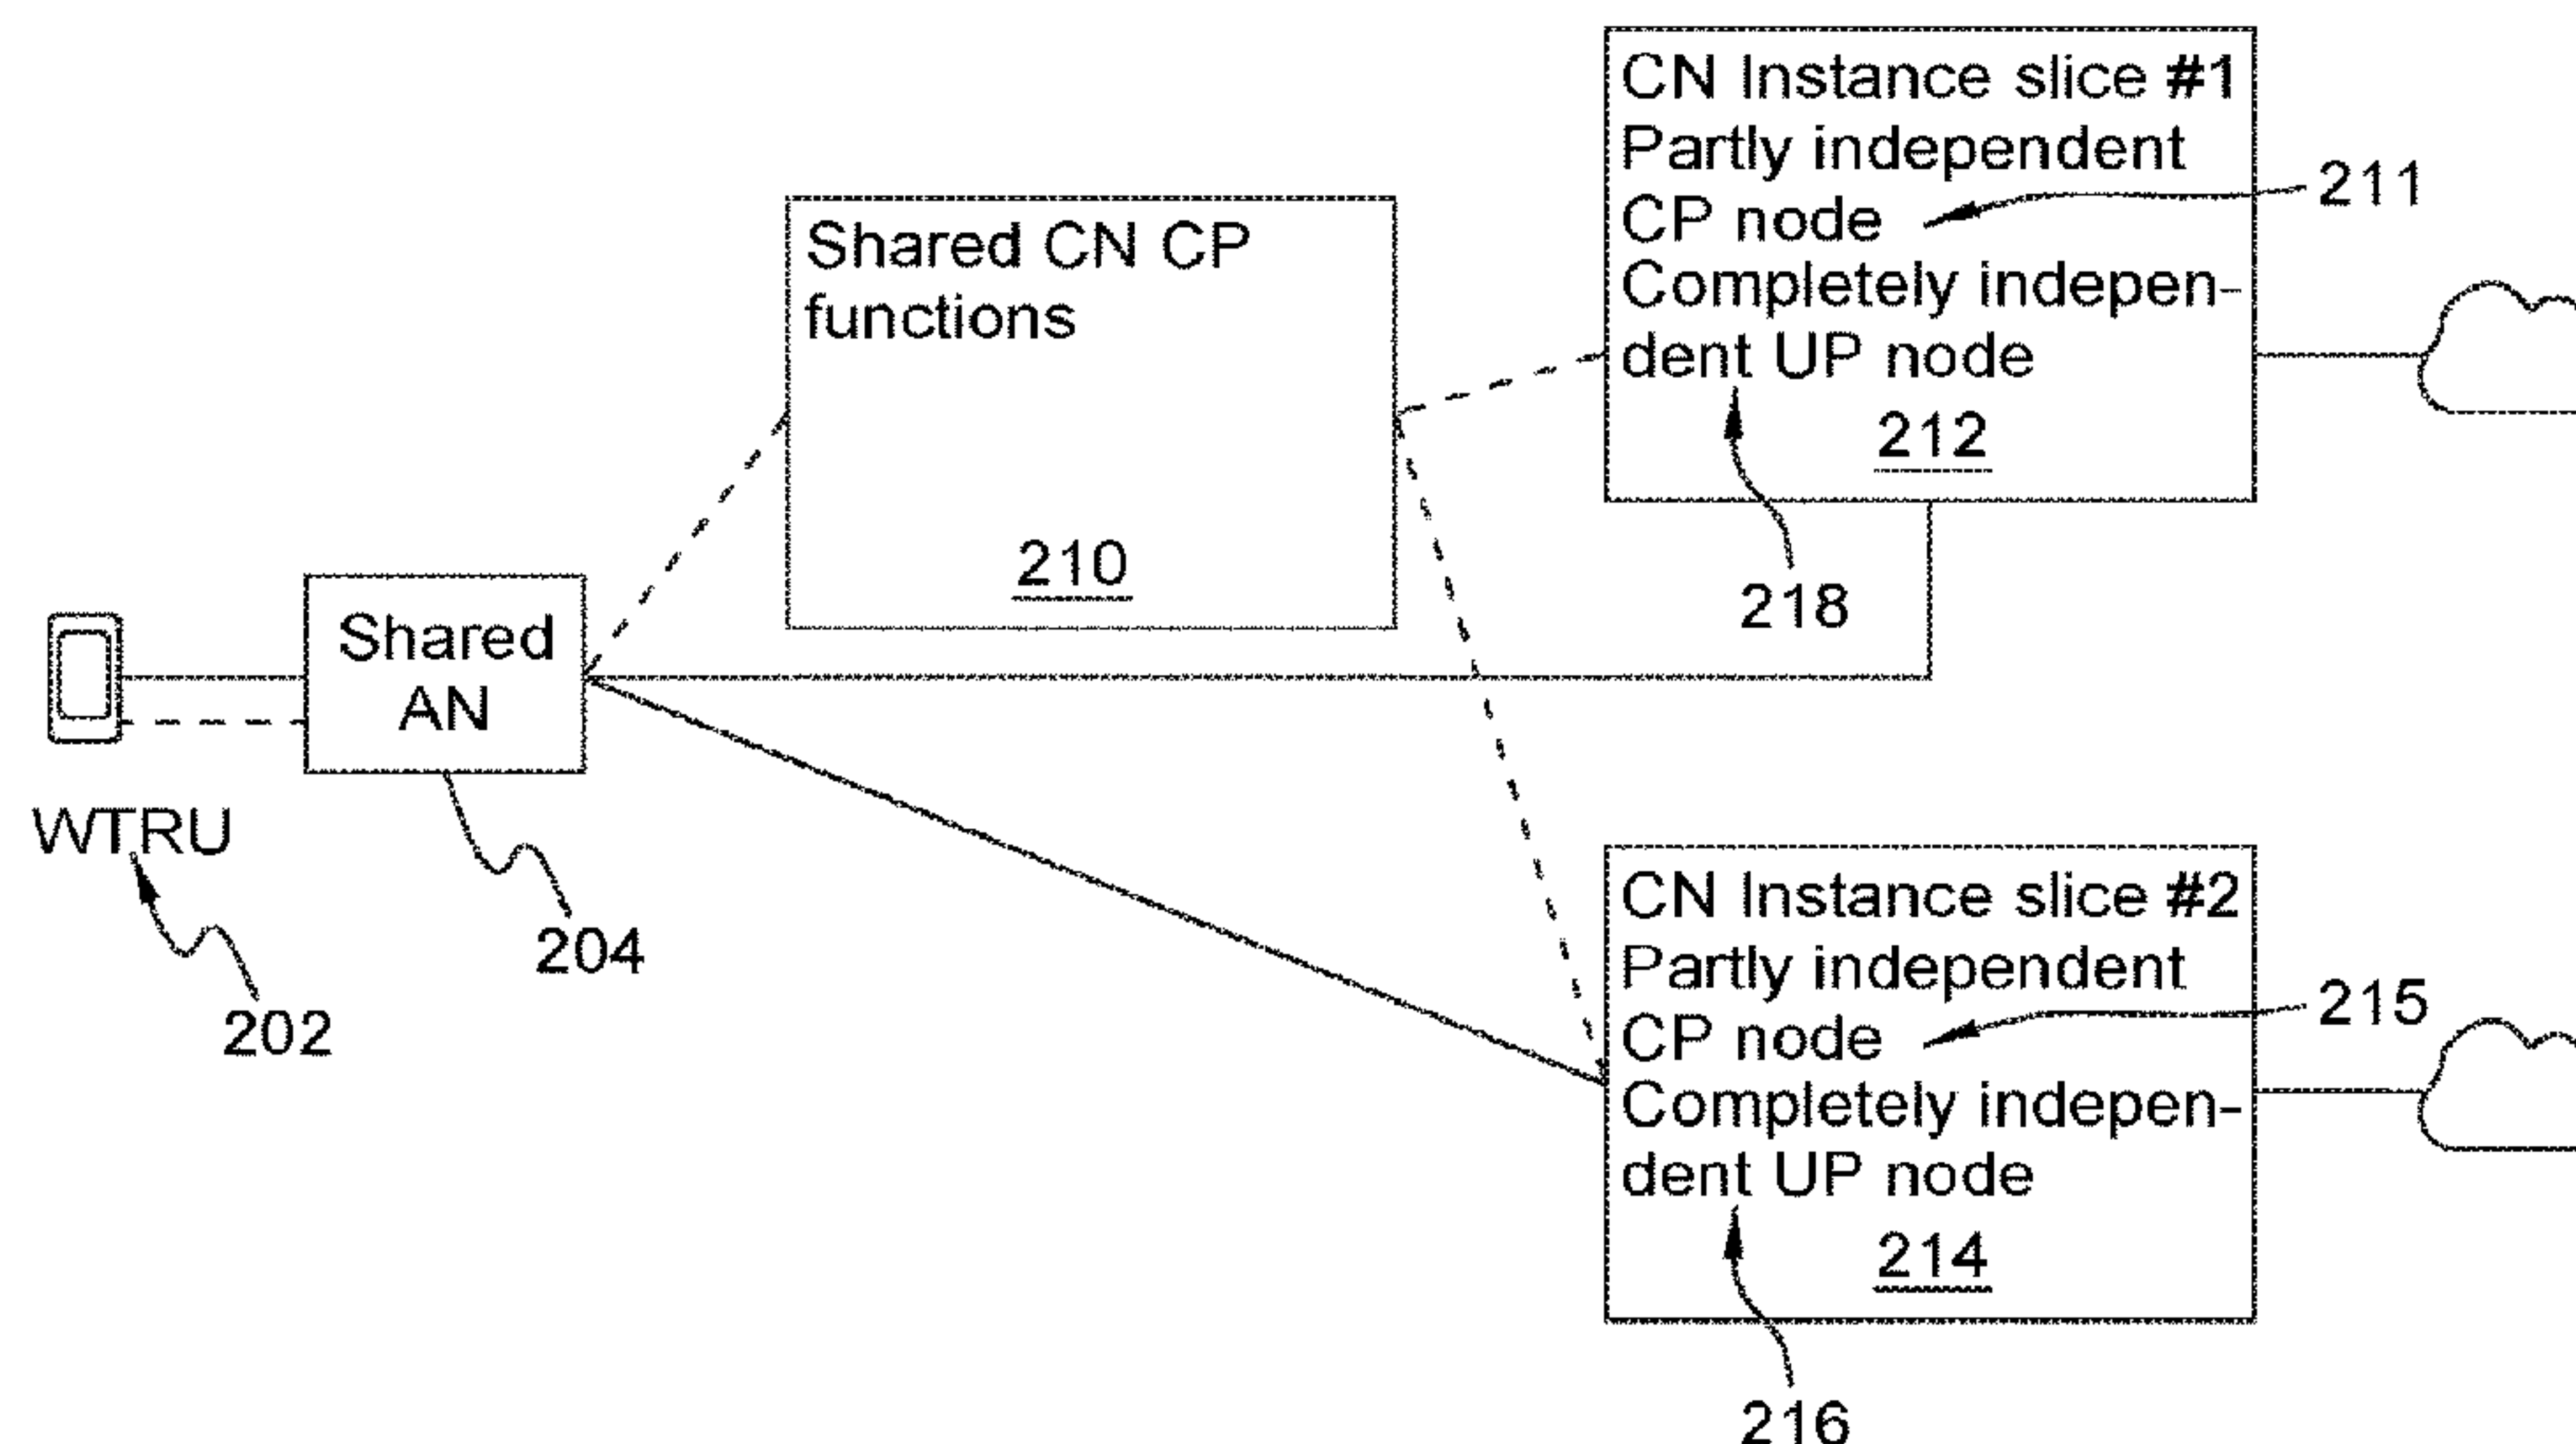 CN Instance slice #1
Partly independent
CP node
Completely indepen-
dent UP node
212
211
218
Shared CN CP
functions
210
Shared
AN
204
WTRU
202
CN Instance slice #2
Partly independent
CP node
Completely indepen-
dent UP node
214
215
216